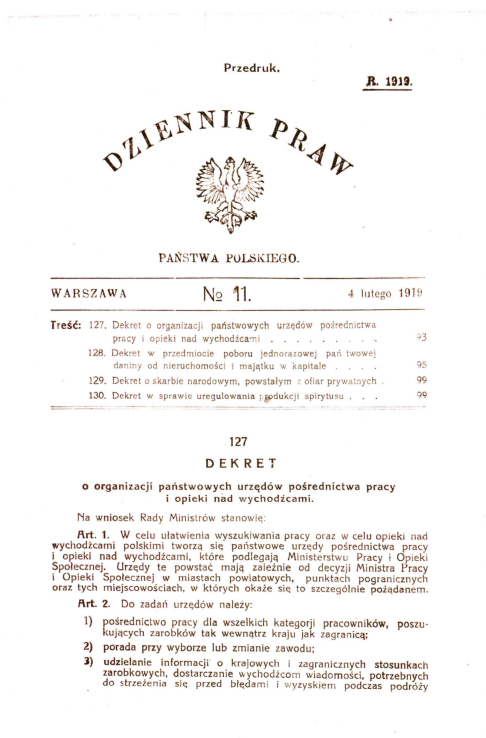 Przedruk.
R. 1919.
DZIENNIK PRAW
PAŃSTWA POLSKIEGO.
WARSZAWA № 11. 4 lutego 1919
Treść: 127. Dekret o organizacji państwowych urzędów pośrednictwa
pracy i opieki nad wychodźcami . . . . . . . . . 93
128. Dekret w przedmiocie poboru jednorazowej pań twowej
daniny od nieruchomości i majątku w kapitale . . . . 95
129. Dekret o skarbie narodowym, powstałym z ofiar prywatnych . 99
130. Dekret w sprawie uregulowania produkcji spirytusu . . . 99
127
DEKRET
o organizacji państwowych urzędów pośrednictwa pracy
i opieki nad wychodźcami.
Na wniosek Rady Ministrów stanowię:
Art. 1. W celu ułatwienia wyszukiwania pracy oraz w celu opieki nad
wychodźcami polskimi tworzą się państwowe urzędy pośrednictwa pracy
i opieki nad wychodźcami, które podlegają Ministerstwu Pracy i Opieki
Społecznej. Urzędy te powstać mają zależnie od decyzji Ministra Pracy
i Opieki Społecznej w miastach powiatowych, punktach pogranicznych
oraz tych miejscowościach, w których okaże się to szczególnie pożądanem.
Art. 2. Do zadań urzędów należy:
1) pośrednictwo pracy dla wszelkich kategorji pracowników, poszu-
kujących zarobków tak wewnątrz kraju jak zagranicą;
2) porada przy wyborze lub zmianie zawodu;
3) udzielanie informacji o krajowych i zagranicznych stosunkach
zarobkowych, dostarczanie wychodźcom wiadomości, potrzebnych
do strzeżenia się przed błędami i wyzyskiem podczas podróży